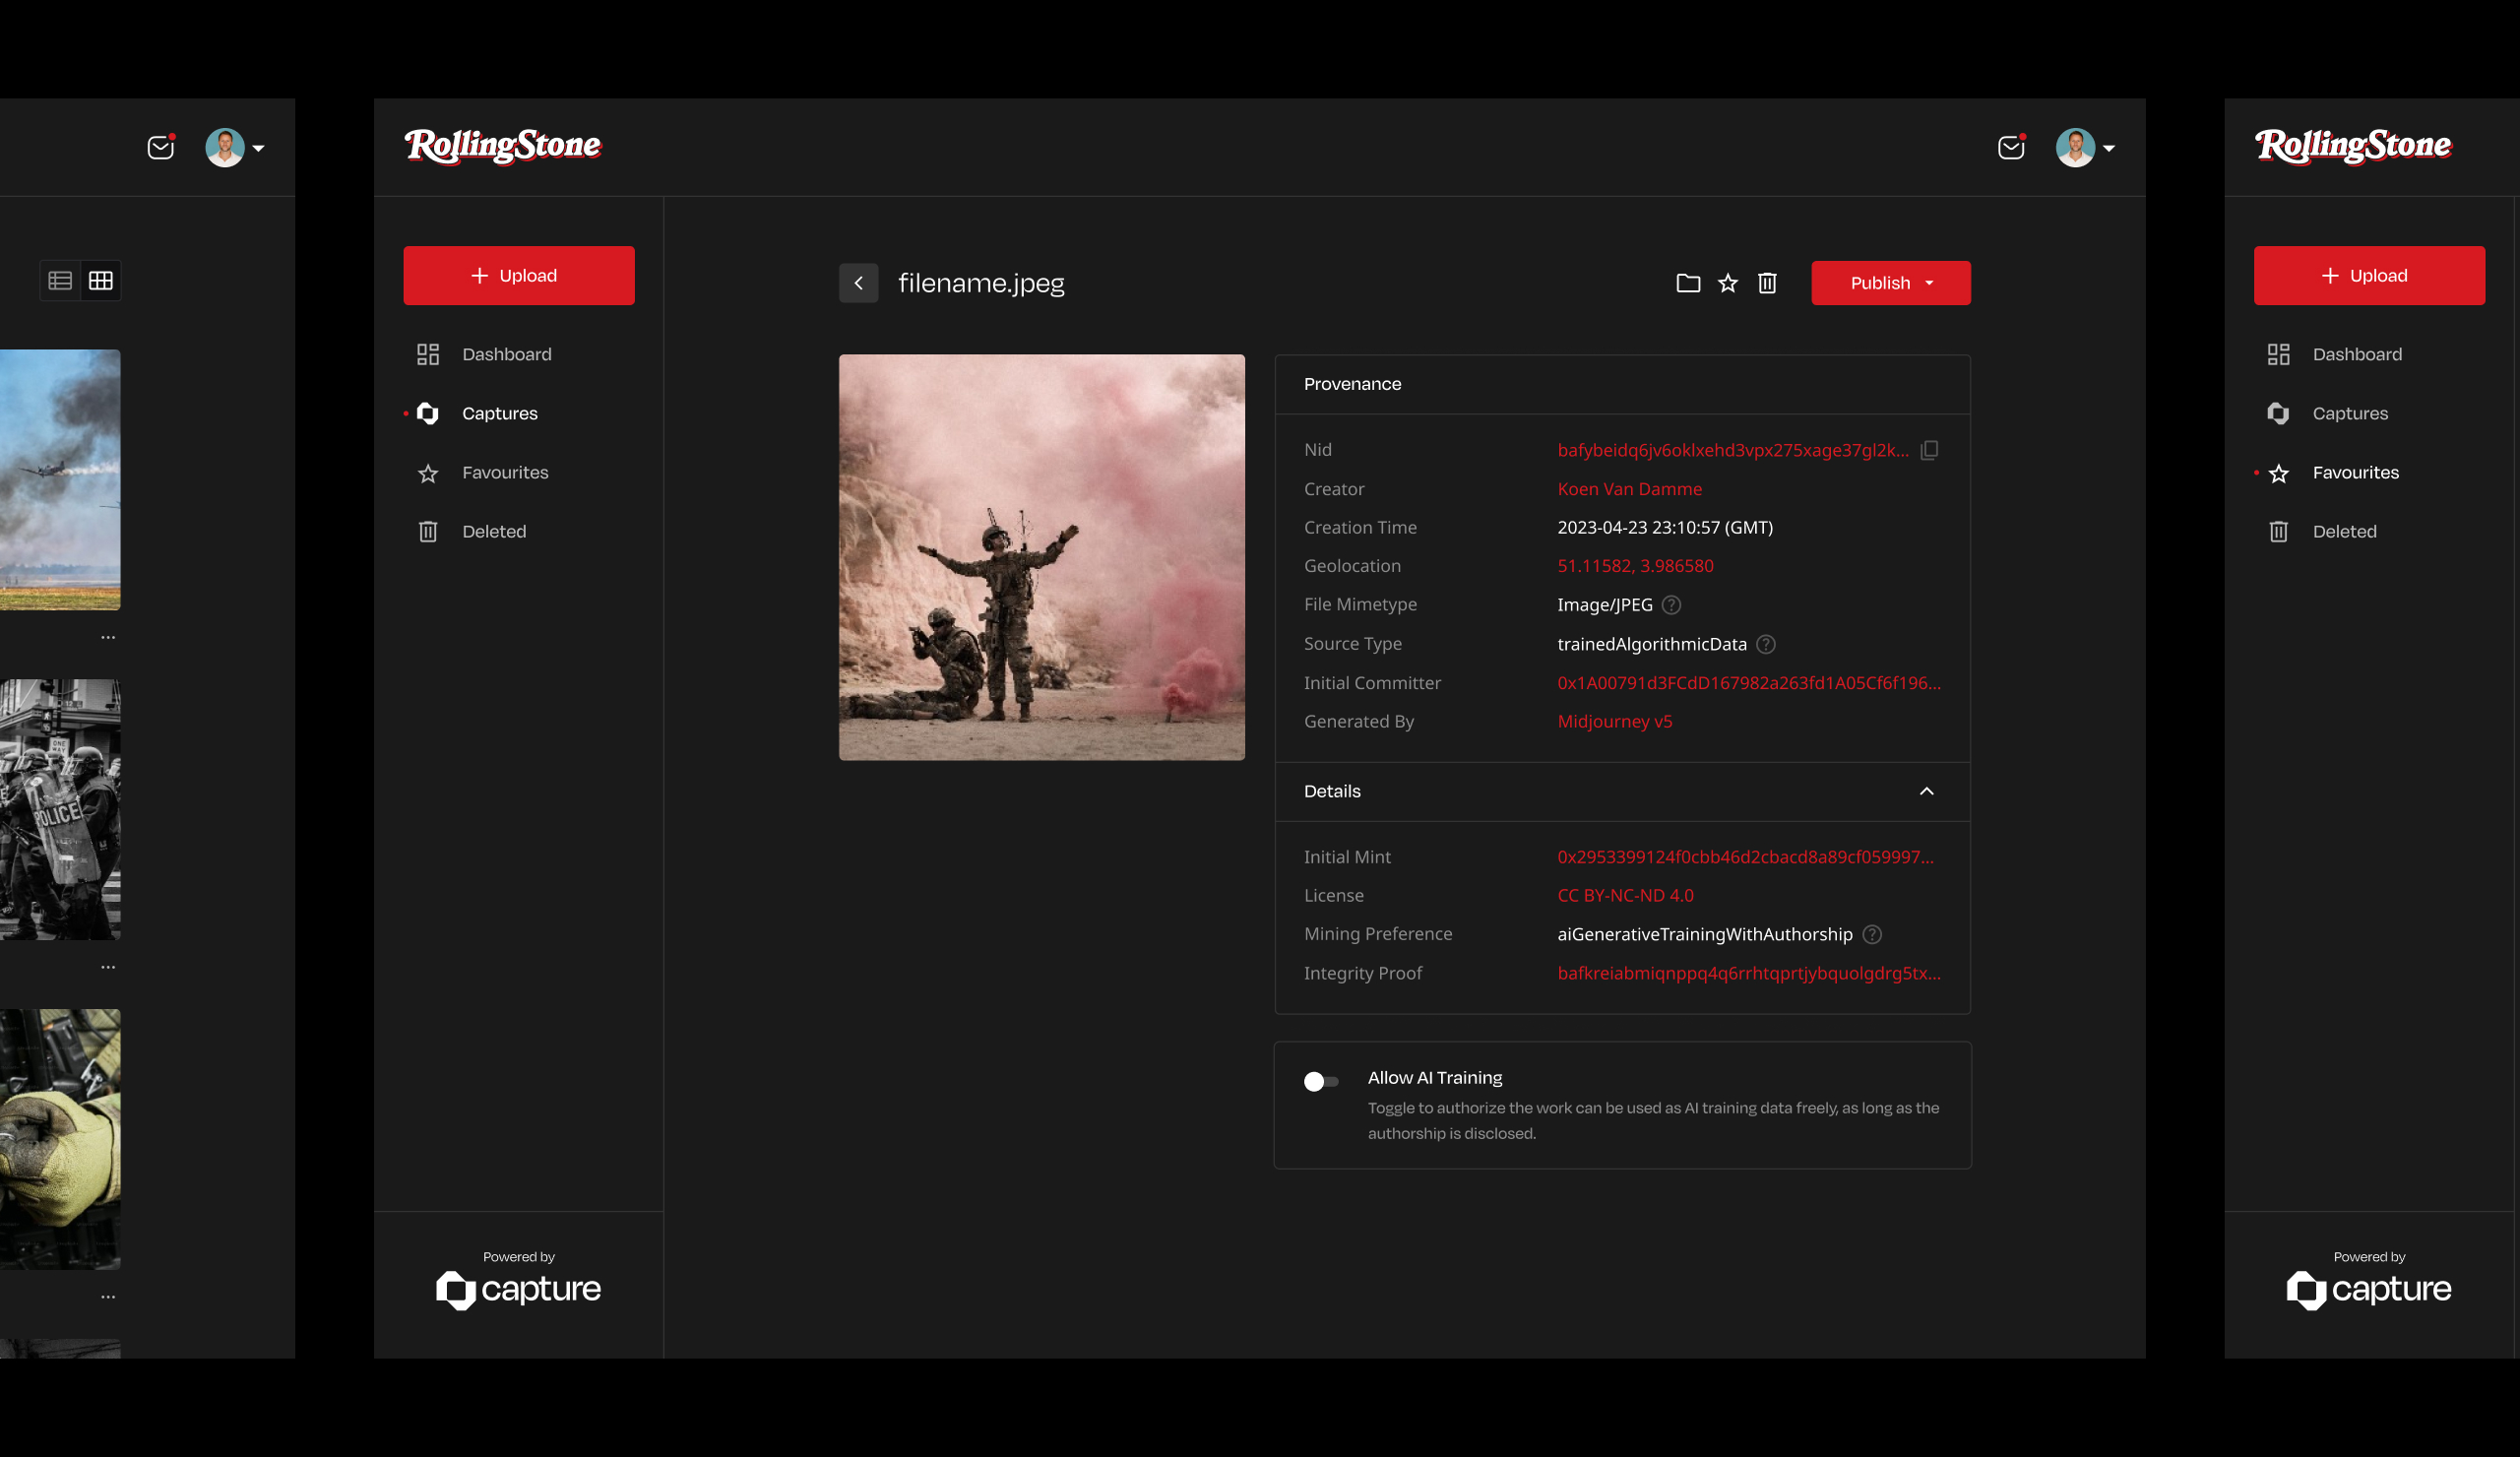 RollingStone
Upload
Dashboard
Captures
Favourites
Deleted
Powered by
capture
filename.jpeg
Publish
Provenance
Nid bafybeidq6jv6oklxehd3vpx275xage37gl2k...
Creator Koen Van Damme
Creation Time 2023-04-23 23:10:57 (GMT)
Geolocation 51.11582, 3.986580
File Mimetype Image/JPEG
Source Type trainedAlgorithmicData
Initial Committer 0x1A00791d3FCdD167982a263fd1A05Cf6f196...
Generated By Midjourney v5
Details
Initial Mint 0x2953399124f0cbb46d2cbacd8a89cf059997...
License CC BY-NC-ND 4.0
Mining Preference aiGenerativeTrainingWithAuthorship
Integrity Proof bafkreiabmiqnppq4q6rrhtqprtjybquolgdrg5tx...
Allow AI Training
Toggle to authorize the work can be used as AI training data freely, as long as the
authorship is disclosed.
ONE
WAY
POLICE
RollingStone
Upload
Dashboard
Captures
Favourites
Deleted
Powered by
capture